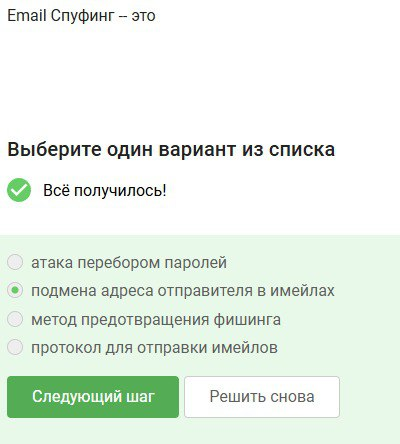 Email Спуфинг -- это
Выберите один вариант из списка
Всё получилось!
атака перебором паролей
подмена адреса отправителя в имейлах
метод предотвращения фишинга
протокол для отправки имейлов
Следующий шаг
Решить снова